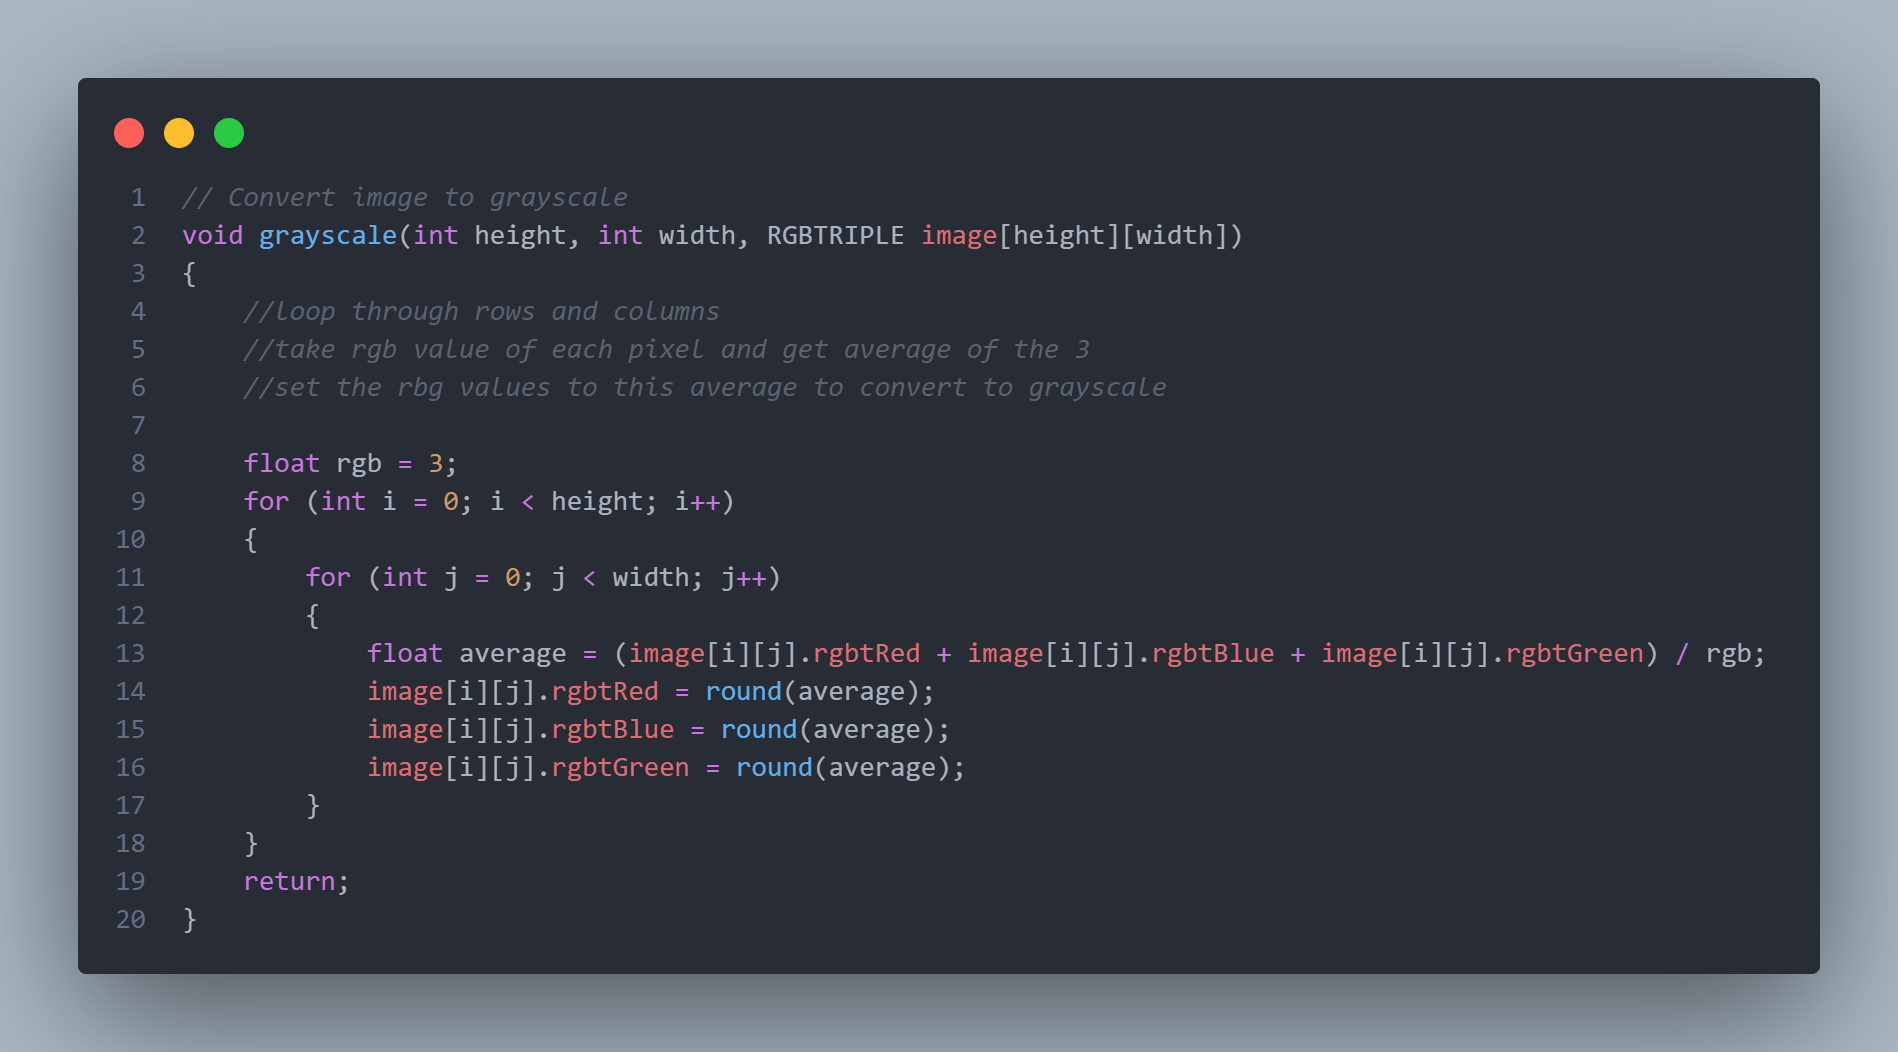 1 // Convert image to grayscale
2 void grayscale(int height, int width, RGBTRIPLE image[height][width])
3 {
4     //loop through rows and columns
5     //take rgb value of each pixel and get average of the 3
6     //set the rbg values to this average to convert to grayscale
7
8     float rgb = 3;
9     for (int i = 0; i < height; i++)
10     {
11         for (int j = 0; j < width; j++)
12         {
13             float average = (image[i][j].rgbtRed + image[i][j].rgbtBlue + image[i][j].rgbtGreen) / rgb;
14             image[i][j].rgbtRed = round(average);
15             image[i][j].rgbtBlue = round(average);
16             image[i][j].rgbtGreen = round(average);
17         }
18     }
19     return;
20 }